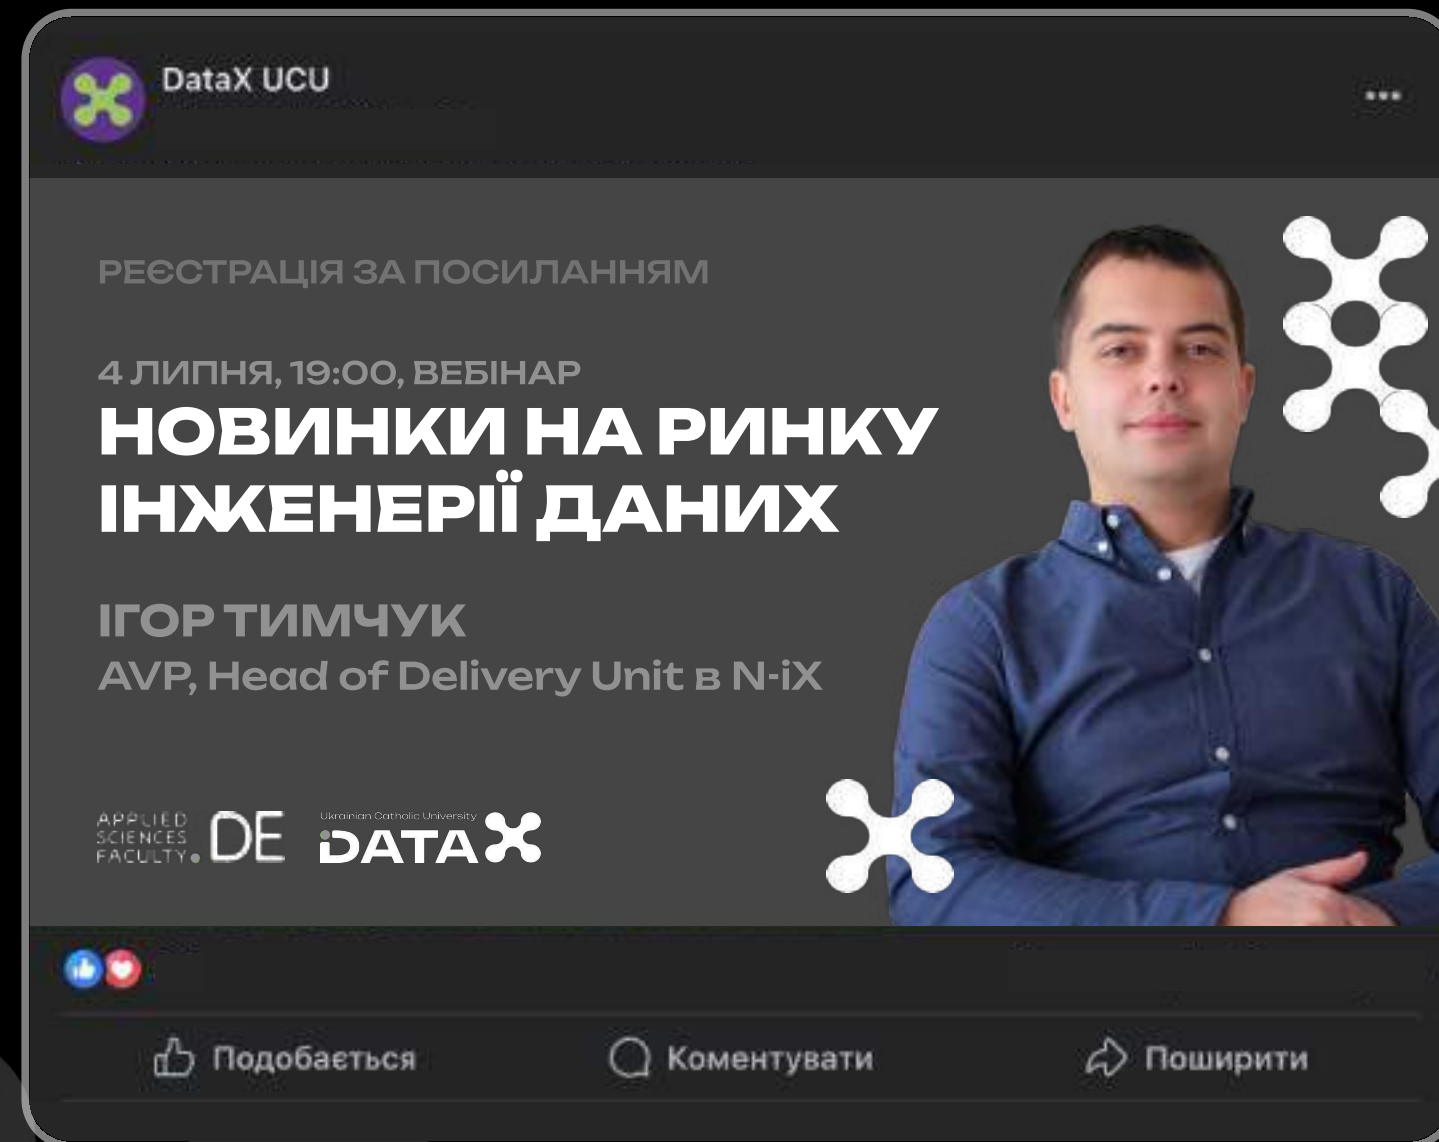 DataX UCU
РЕЄСТРАЦІЯ ЗА ПОСИЛАННЯМ
4 ЛИПНЯ, 19:00, ВЕБІНАР
НОВИНКИ НА РИНКУ
ІНЖЕНЕРІЇ ДАНИХ
ІГОР ТИМЧУК
AVP, Head of Delivery Unit в N-iX
APPLIED
SCIENCES
FACULTY. DE
Ukrainian Catholic University
DATA X
Подобається
Коментувати
Поширити